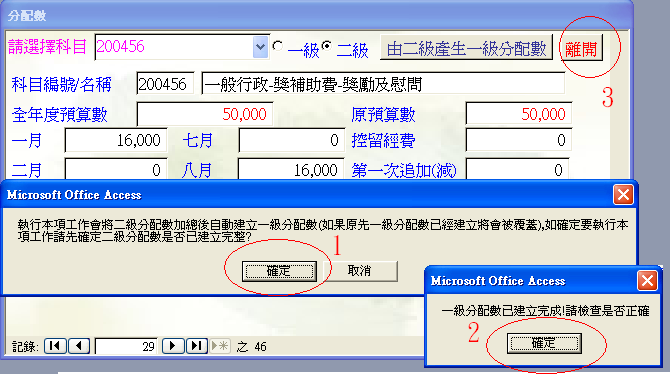 分配數
請選擇科目 200456 一級 二級 由二級產生一級分配數 離開
3
科目編號/名稱 200456 一般行政-獎補助費-獎勵及慰問
全年度預算數 50,000 原預算數 50,000
一月 16,000 七月 0 控留經費 0
二月 0 八月 16,000 第一次追加(減) 0
Microsoft Office Access
執行本項工作會將二級分配數加總後自動建立一級分配數(如果原先一級分配數已經建立將會被覆蓋),如確定要執行本
項工作請先確定二級分配數是否已建立完整?
1
確定 取消
Microsoft Office Access
一級分配數已建立完成!請檢查是否正確
2
確定
記錄: 29 之 46